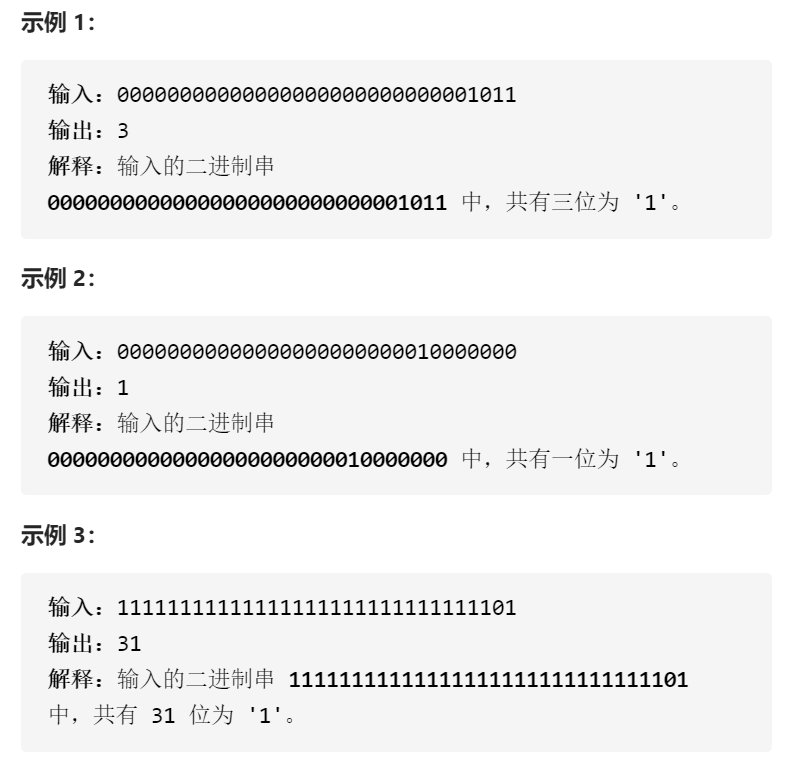 示例 1：
输入：00000000000000000000000000001011
输出：3
解释：输入的二进制串
00000000000000000000000000001011 中，共有三位为 '1'。
示例 2：
输入：00000000000000000000000010000000
输出：1
解释：输入的二进制串
00000000000000000000000010000000 中，共有一位为 '1'。
示例 3：
输入：11111111111111111111111111111101
输出：31
解释：输入的二进制串 11111111111111111111111111111101
中，共有 31 位为 '1'。